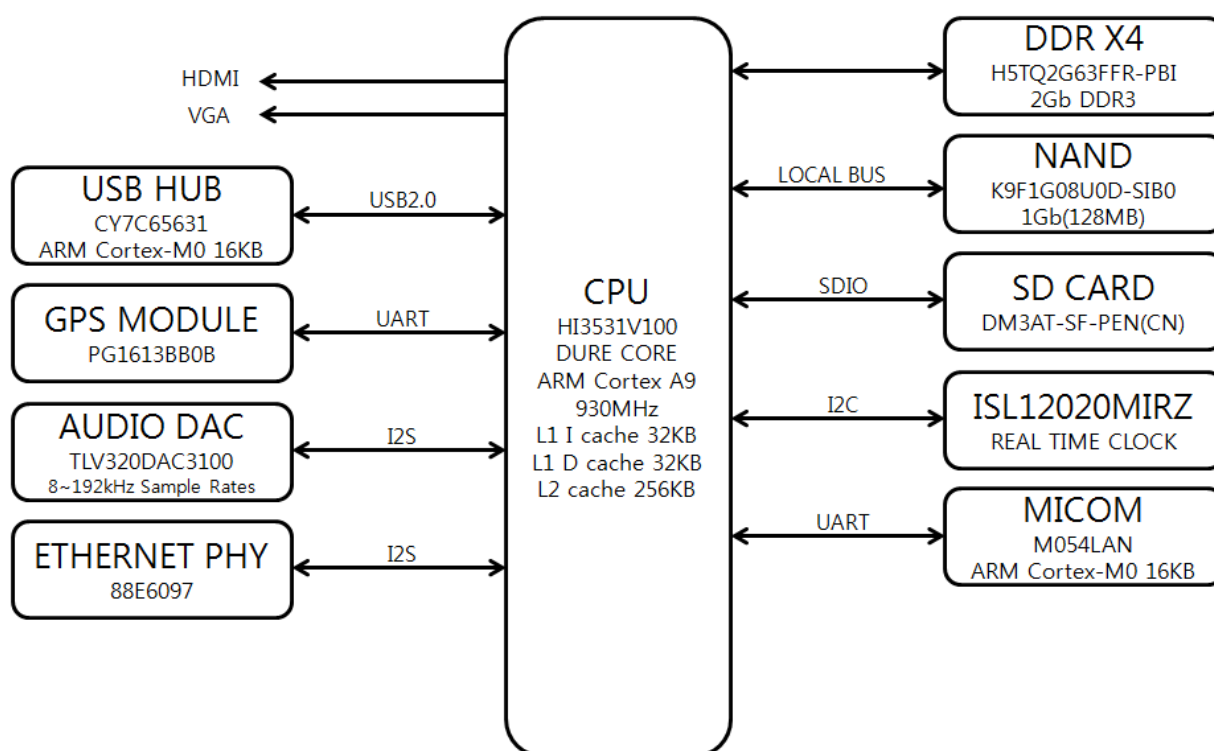 HDMI
VGA
USB HUB
CY7C65631
ARM Cortex-M0 16KB
USB2.0
GPS MODULE
PG1613BB0B
UART
AUDIO DAC
TLV320DAC3100
8~192kHz Sample Rates
I2S
ETHERNET PHY
88E6097
I2S
CPU
HI3531V100
DURE CORE
ARM Cortex A9
930MHz
L1 I cache 32KB
L1 D cache 32KB
L2 cache 256KB
DDR X4
H5TQ2G63FFR-PBI
2Gb DDR3
LOCAL BUS
NAND
K9F1G08U0D-SIB0
1Gb(128MB)
SDIO
SD CARD
DM3AT-SF-PEN(CN)
I2C
ISL12020MIRZ
REAL TIME CLOCK
UART
MICOM
M054LAN
ARM Cortex-M0 16KB